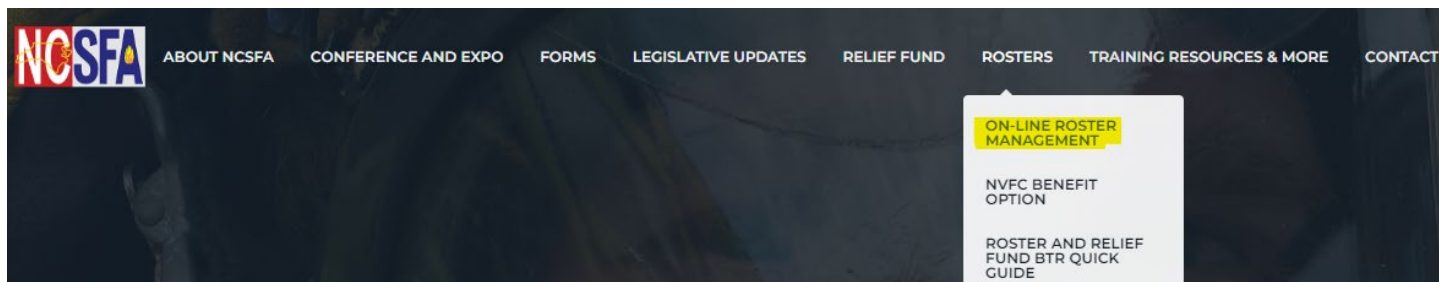 NCSFA
ABOUT NCSFA
CONFERENCE AND EXPO
FORMS
LEGISLATIVE UPDATES
RELIEF FUND
ROSTERS
TRAINING RESOURCES & MORE
CONTACT
ON-LINE ROSTER
MANAGEMENT
NVFC BENEFIT
OPTION
ROSTER AND RELIEF
FUND BTR QUICK
GUIDE